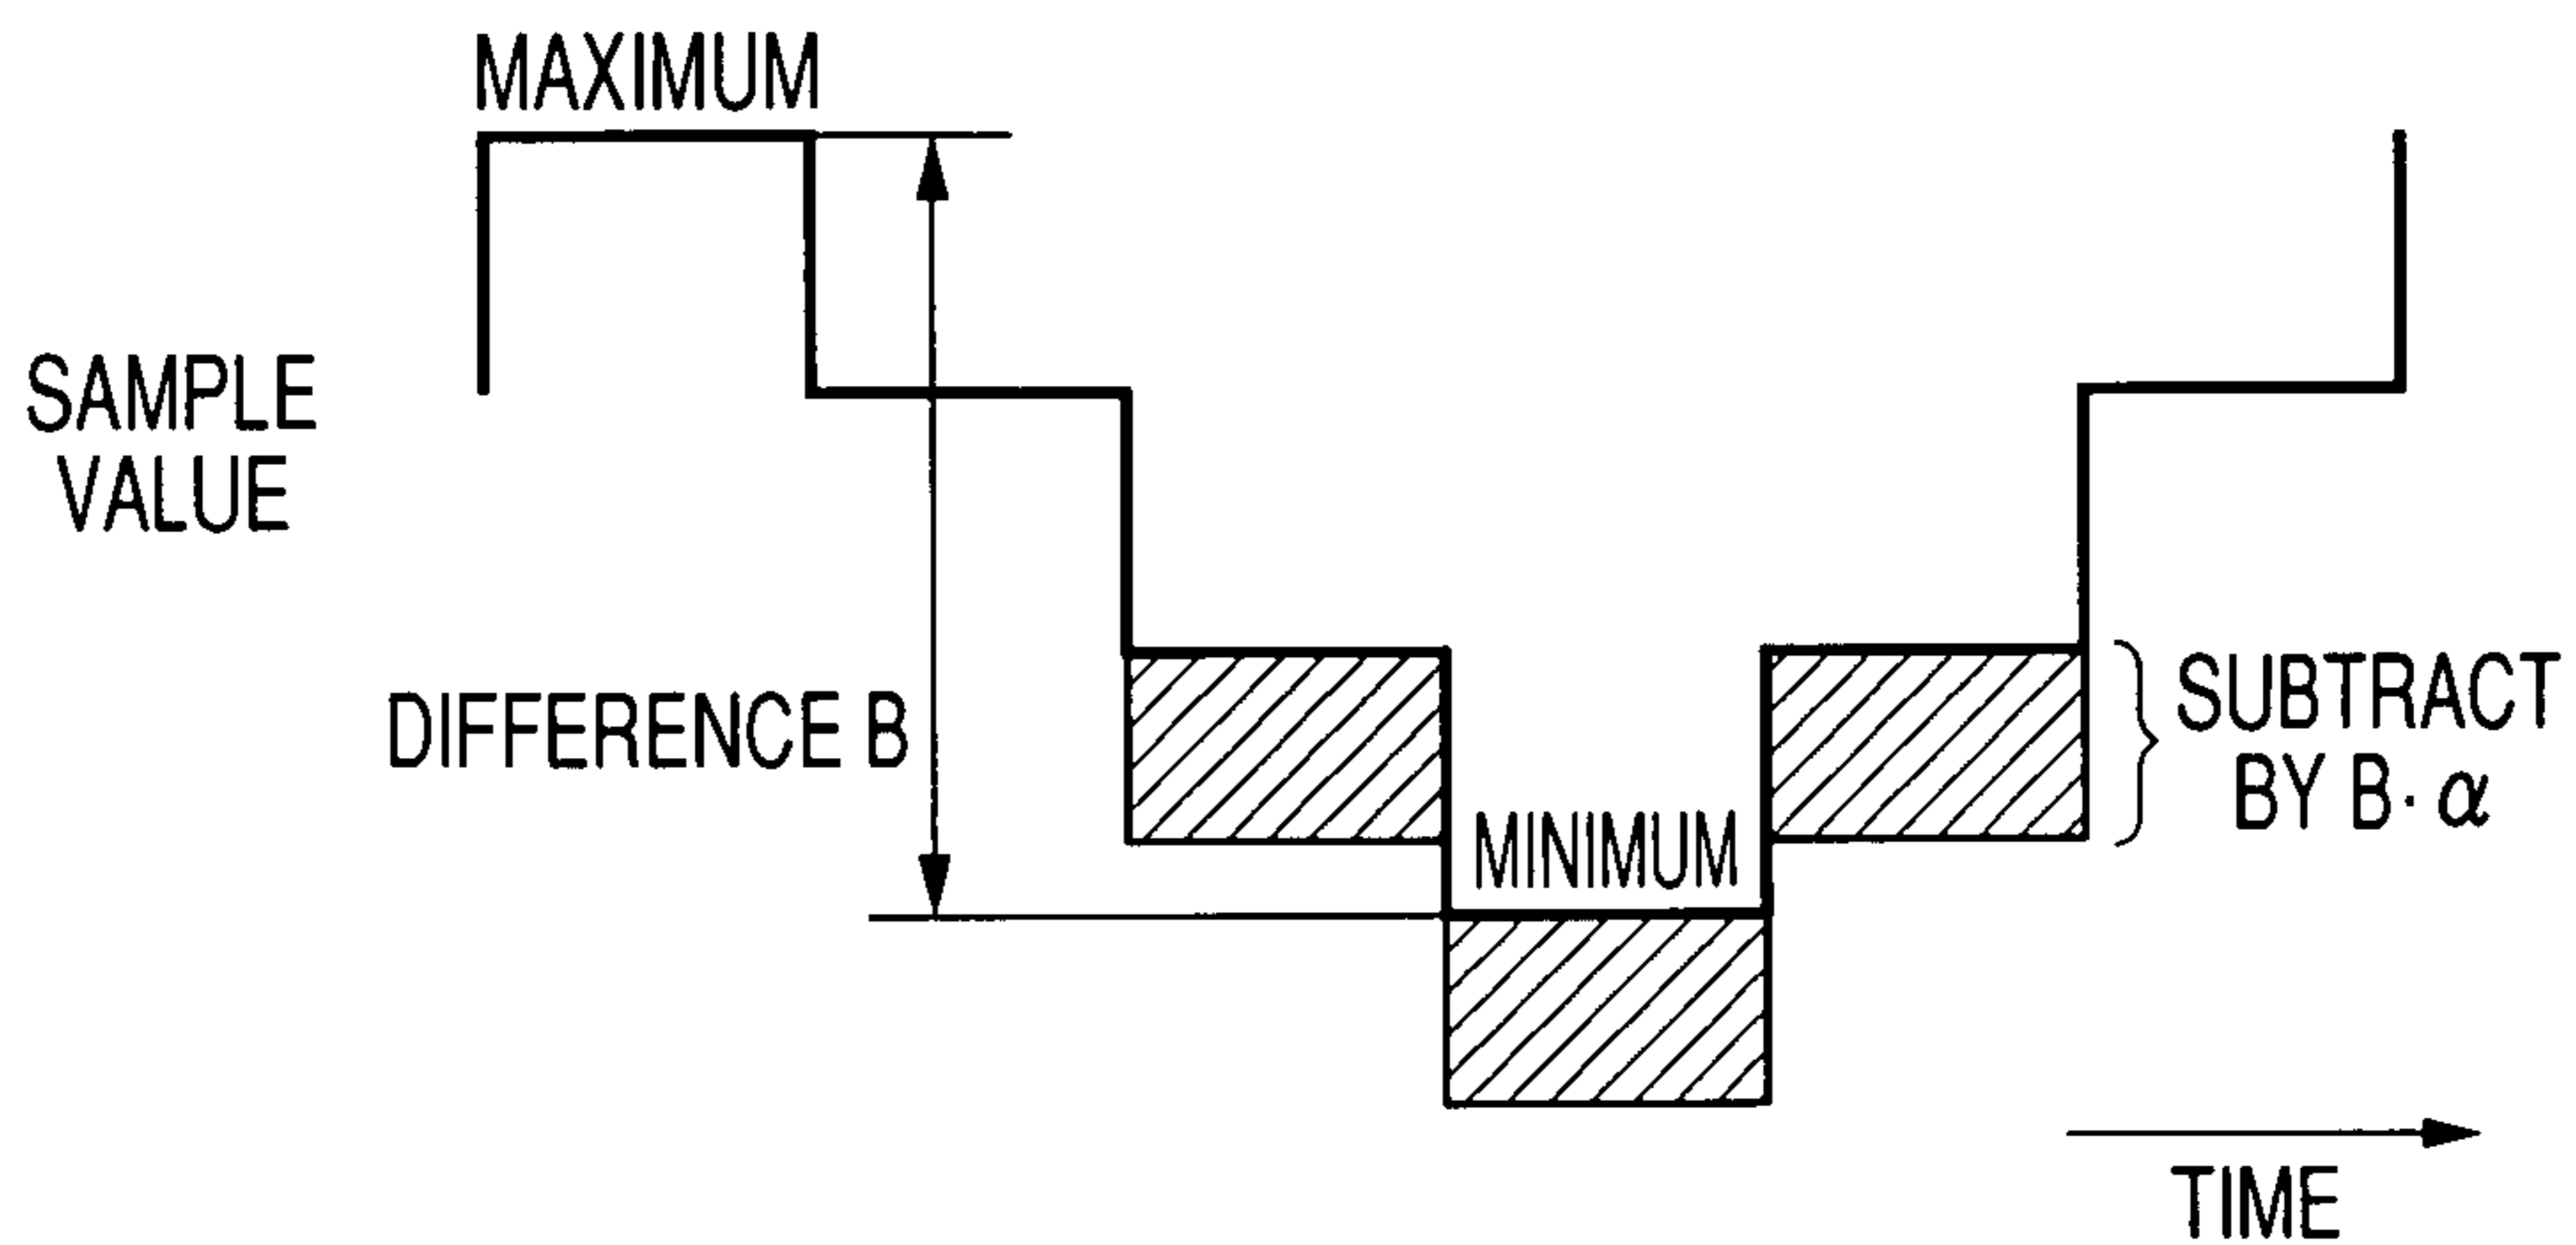 MAXIMUM
SAMPLE
VALUE
DIFFERENCE B
MINIMUM
SUBTRACT
BY B· α
TIME